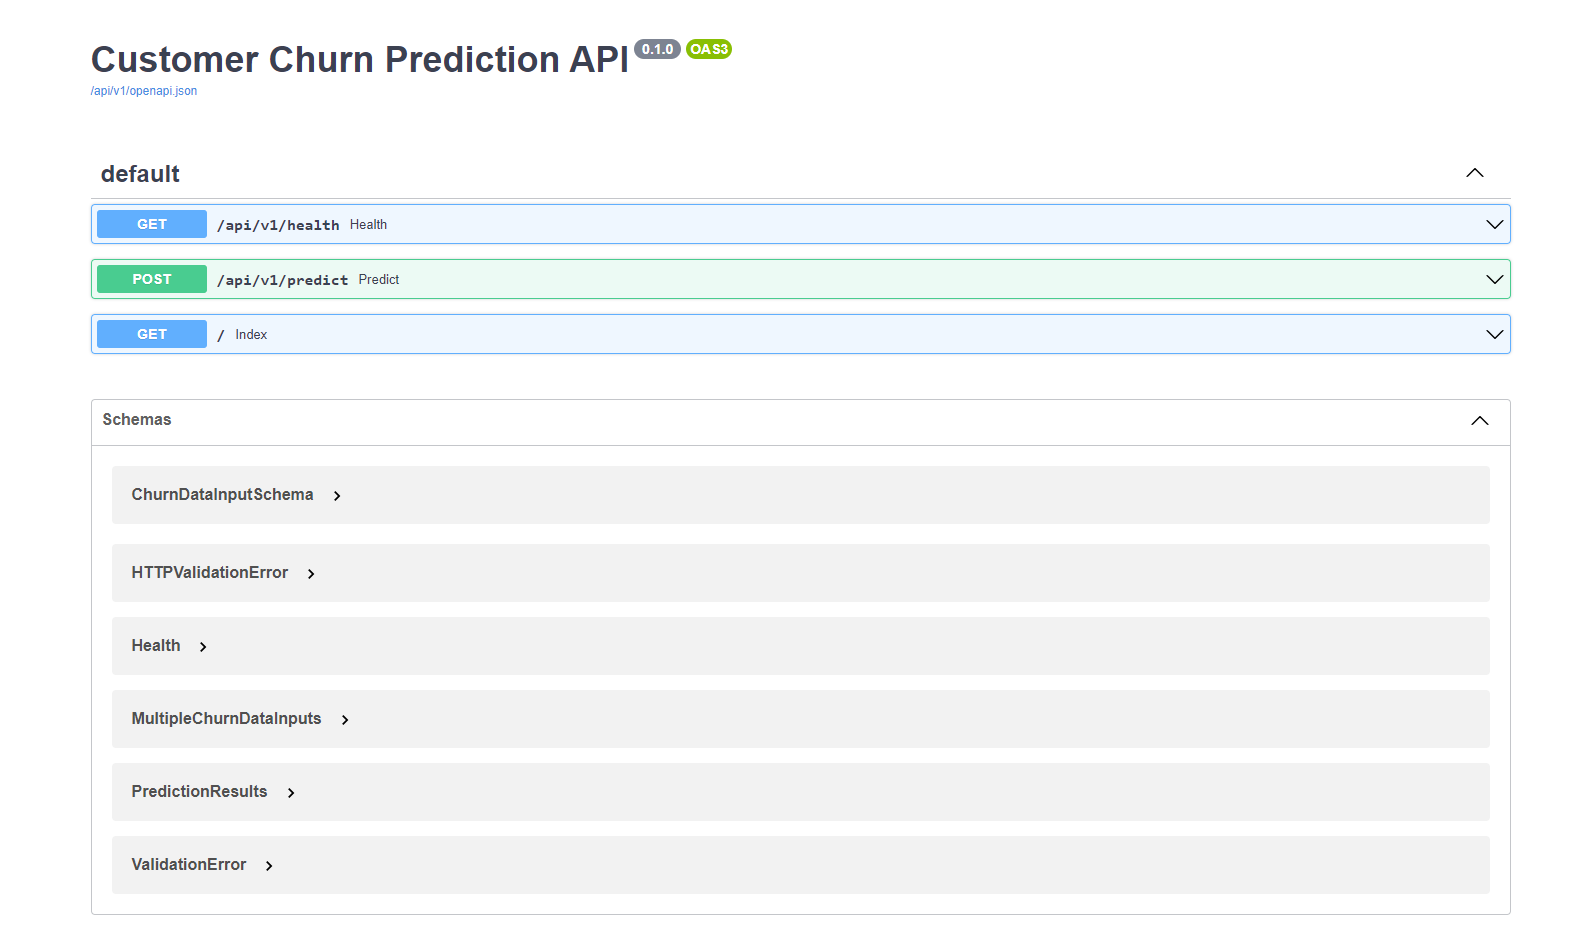 Customer Churn Prediction API 0.1.0 OAS3
/api/v1/openapi.json
default
GET /api/v1/health Health
POST /api/v1/predict Predict
GET / Index
Schemas
ChurnDataInputSchema
HTTPValidationError
Health
MultipleChurnDataInputs
PredictionResults
ValidationError